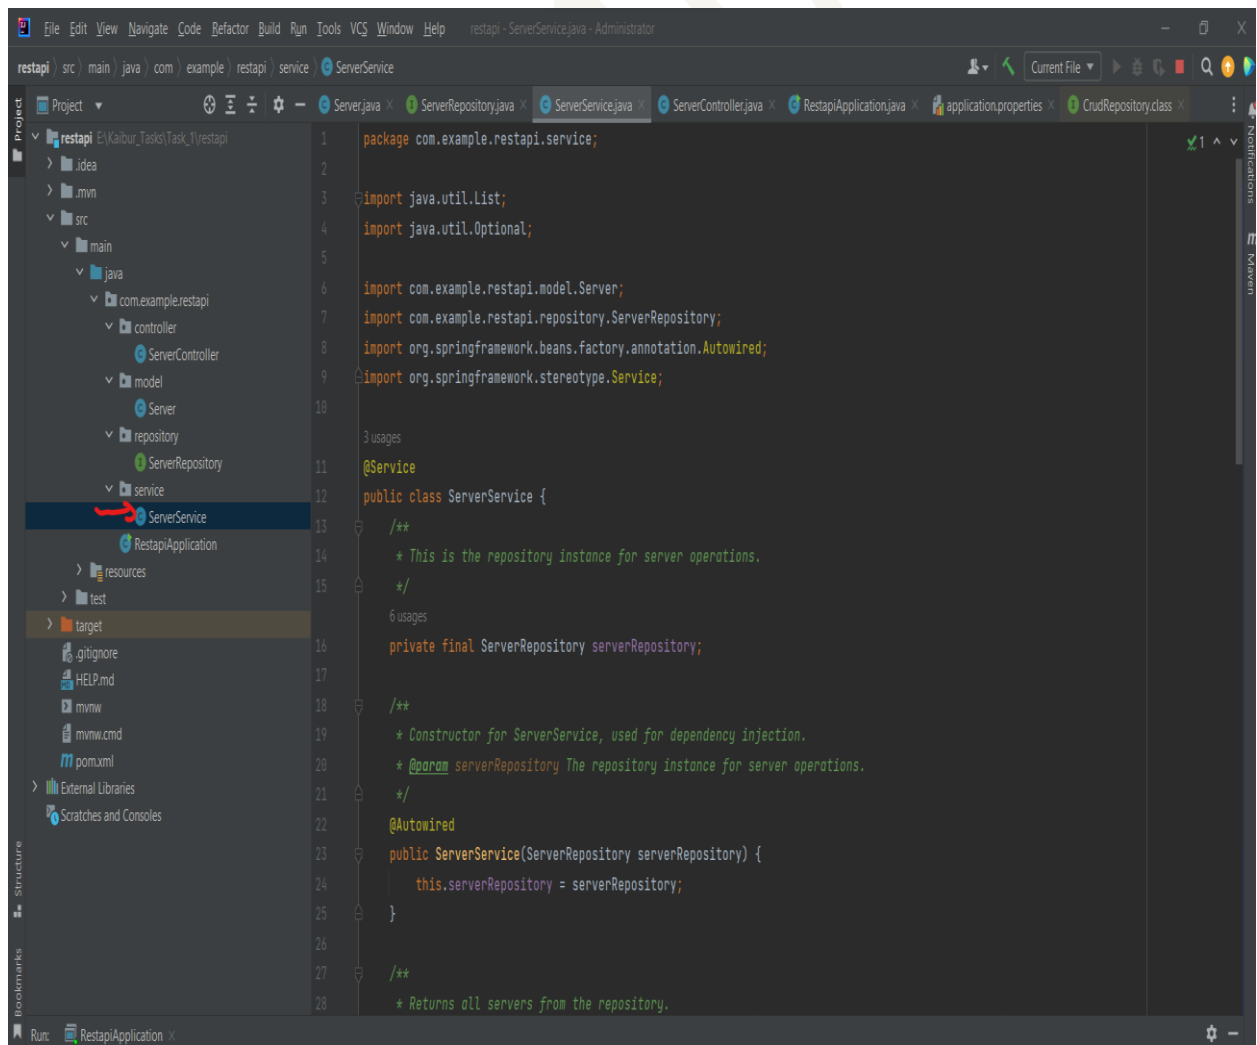 File Edit View Navigate Code Refactor Build Run Tools VCS Window Help restapi - ServerService.java - Administrator
restapi src main java com example restapi service ServerService Current File
Project Server.java ServerRepository.java ServerService.java ServerController.java RestapiApplication.java application.properties CrudRepository.class
Project
restapi E:\Kaibur_Tasks\Task_1\restapi
.idea
.mvn
src
main
java
com.example.restapi
controller
ServerController
model
Server
repository
ServerRepository
service
ServerService
RestapiApplication
resources
test
target
.gitignore
HELP.md
mvnw
mvnw.cmd
pom.xml
External Libraries
Scratches and Consoles
Structure
Bookmarks
1 package com.example.restapi.service;
2
3 import java.util.List;
4 import java.util.Optional;
5
6 import com.example.restapi.model.Server;
7 import com.example.restapi.repository.ServerRepository;
8 import org.springframework.beans.factory.annotation.Autowired;
9 import org.springframework.stereotype.Service;
10
3 usages
11 @Service
12 public class ServerService {
13 /**
14 * This is the repository instance for server operations.
15 */
6 usages
16 private final ServerRepository serverRepository;
17
18 /**
19 * Constructor for ServerService, used for dependency injection.
20 * @param serverRepository The repository instance for server operations.
21 */
22 @Autowired
23 public ServerService(ServerRepository serverRepository) {
24 this.serverRepository = serverRepository;
25 }
26
27 /**
28 * Returns all servers from the repository.
1
Notifications
m Maven
Run: RestapiApplication